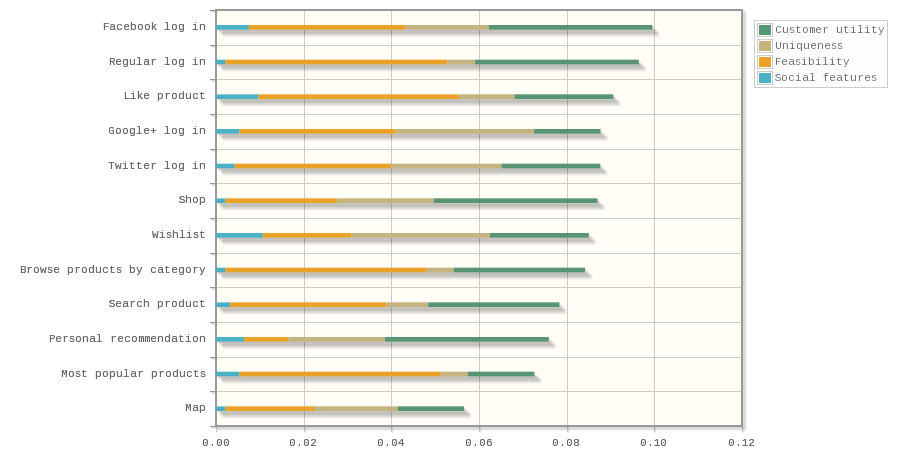 Facebook log in
Regular log in
Like product
Google+ log in
Twitter log in
Shop
Wishlist
Browse products by category
Search product
Personal recommendation
Most popular products
Map
0.00 0.02 0.04 0.06 0.08 0.10 0.12
Customer utility
Uniqueness
Feasibility
Social features